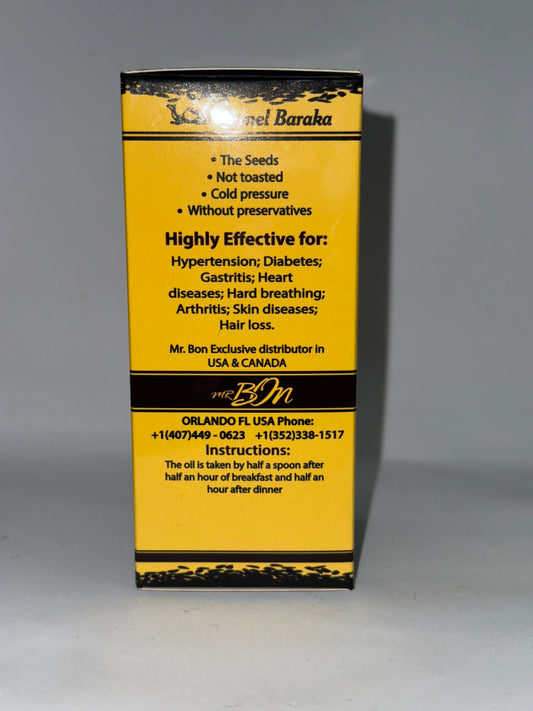 Baraka
• The Seeds
• Not toasted
• Cold pressure
• Without preservatives
Highly Effective for:
Hypertension; Diabetes;
Gastritis; Heart
diseases; Hard breathing;
Arthritis; Skin diseases;
Hair loss.
Mr. Bon Exclusive distributor in
USA & CANADA
MR BON
ORLANDO FL USA Phone:
+1(407)449 - 0623 +1(352)338-1517
Instructions:
The oil is taken by half a spoon after
half an hour of breakfast and half an
hour after dinner